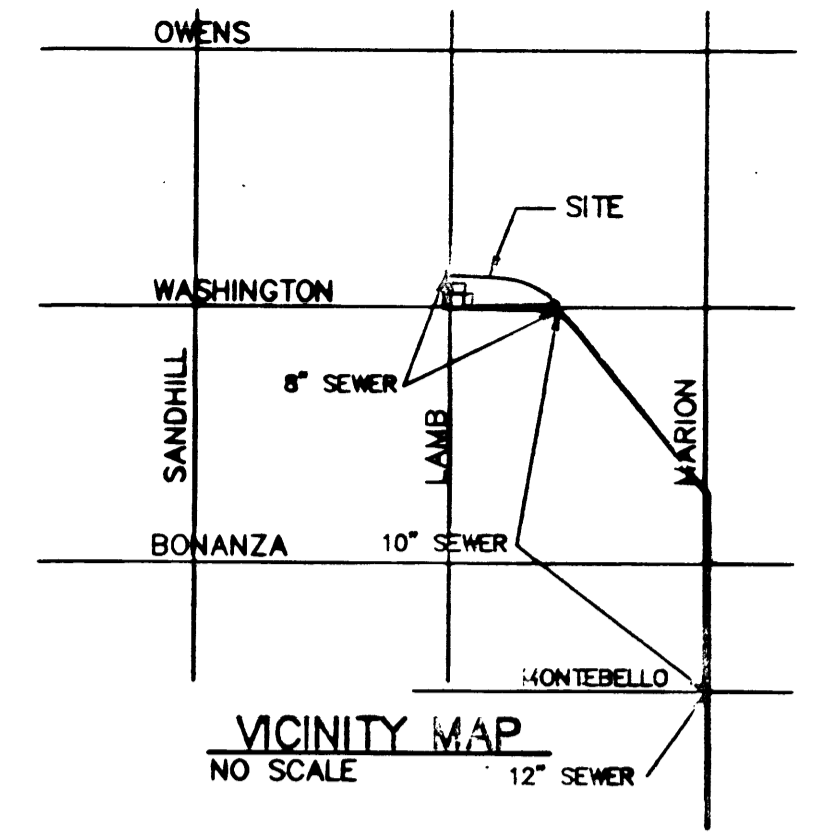 OWENS
SITE
WASHINGTON
8" SEWER
SANDHILL
LAMB
MARION
BONANZA
10" SEWER
MONTEBELLO
VICINITY MAP
NO SCALE
12" SEWER